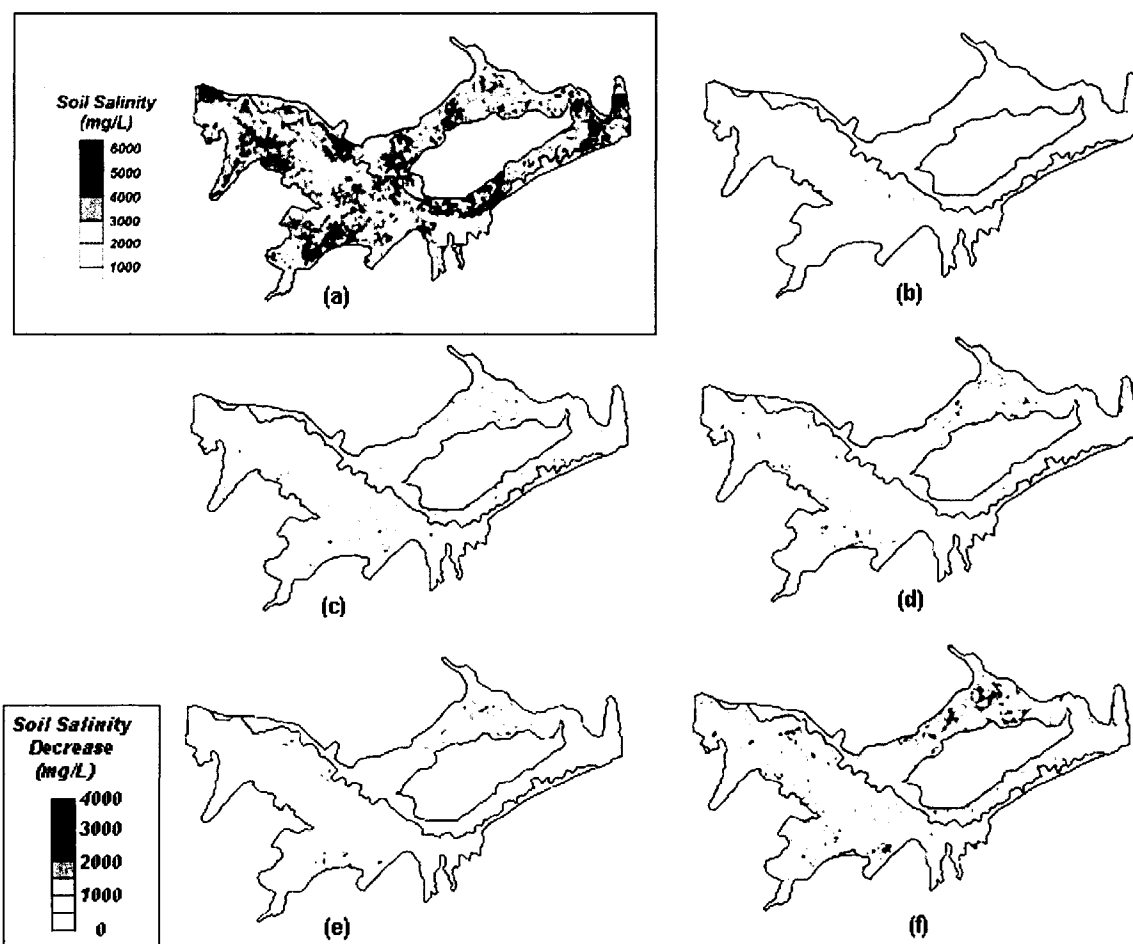 Soil Salinity
(mg/L)
6000
5000
4000
3000
2000
1000
(a)
(b)
(c)
(d)
Soil Salinity
Decrease
(mg/L)
4000
3000
2000
1000
0
(e)
(f)